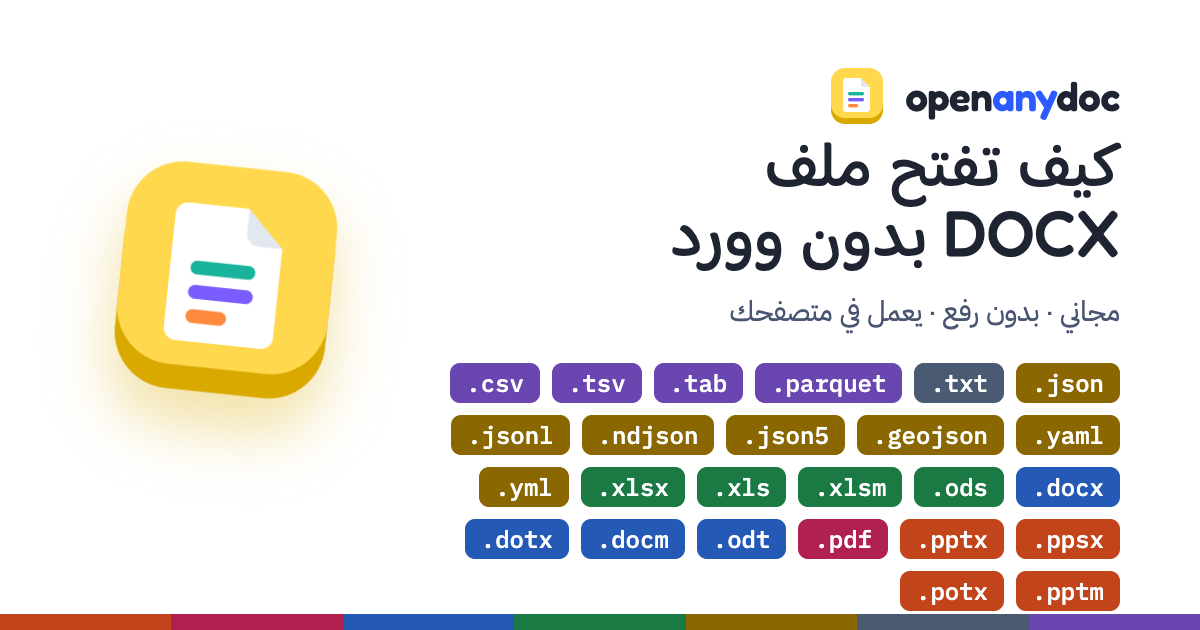 openanydoc
كيف تفتح ملف
DOCX بدون وورد
مجاني · بدون رفع · يعمل في متصفحك
.csv .tsv .tab .parquet .txt .json
.jsonl .ndjson .json5 .geojson .yaml
.yml .xlsx .xls .xlsm .ods .docx
.dotx .docm .odt .pdf .pptx .ppsx
.potx .pptm